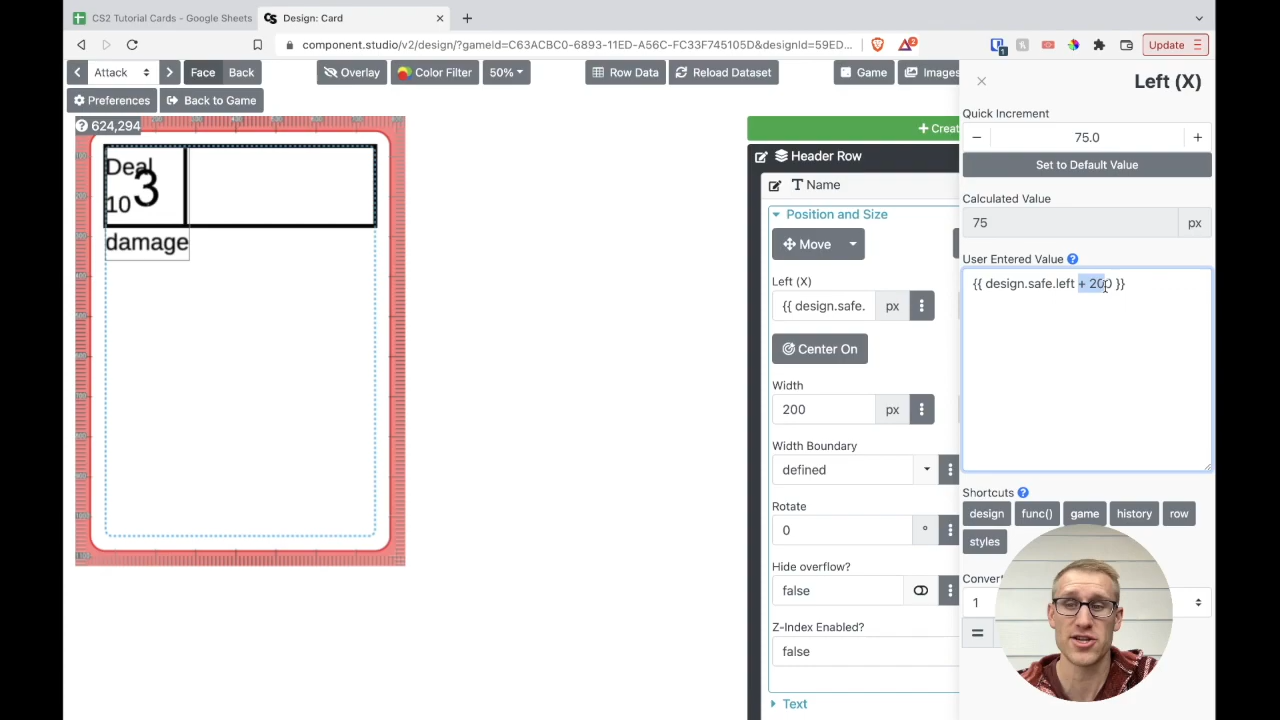 CS2 Tutorial Cards - Google Sheets
Design: Card
component.studio/v2/design/?gameId=C63ACBC0-6893-11ED-A56C-FC33F745105D&designId=59ED...
2
1
Update
Attack
Face
Back
Overlay
Color Filter
50%
Row Data
Reload Dataset
Game
Images
Preferences
Back to Game
624,294
Deal
10
3
damage
Creat
Header Row
Name
Position and Size
Move
Left (X)
{{ design.safe.
px
Center On
Width
200
px
Width Boundary
defined
Rot
0
°
Hide overflow?
false
Z-Index Enabled?
false
Text
Left (X)
Quick Increment
75.0
Set to Default Value
Calculated Value
75
px
User Entered Value
{{ design.safe.left + 200 }}
Shortcuts
design
func()
game
history
row
styles
Convert
1
=